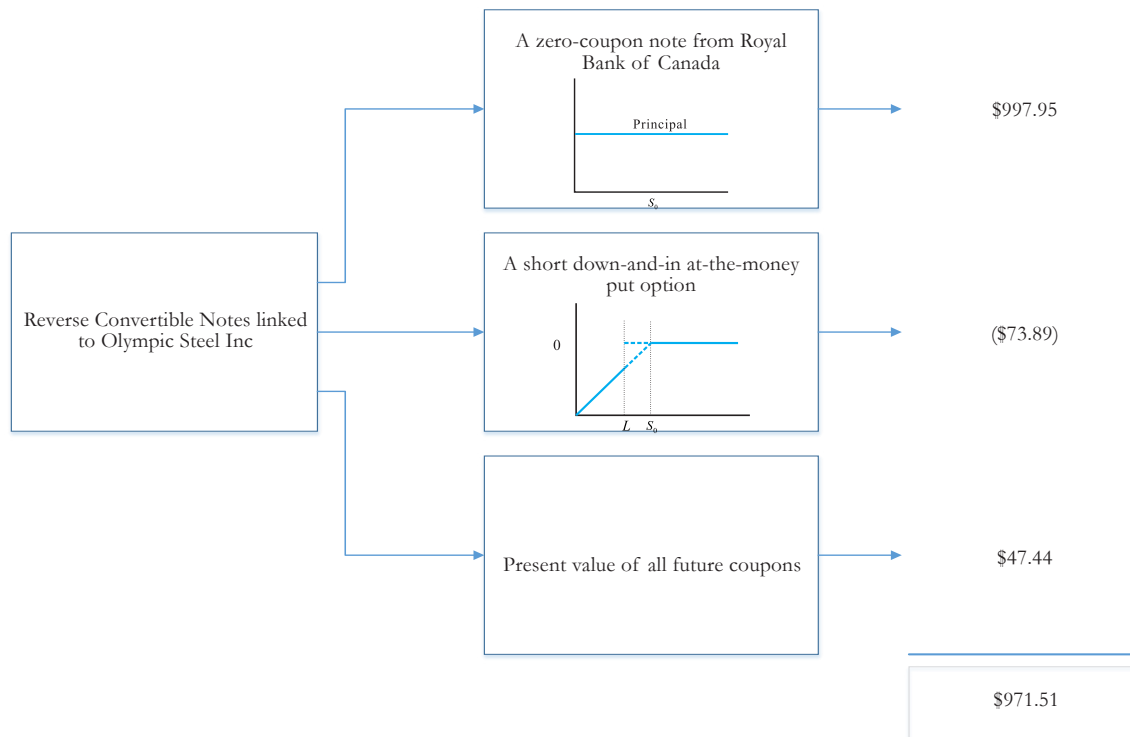 Reverse Convertible Notes linked
to Olympic Steel Inc
A zero-coupon note from Royal
Bank of Canada
Principal
S₀
$997.95
A short down-and-in at-the-money
put option
0
L S₀
($73.89)
Present value of all future coupons
$47.44
$971.51